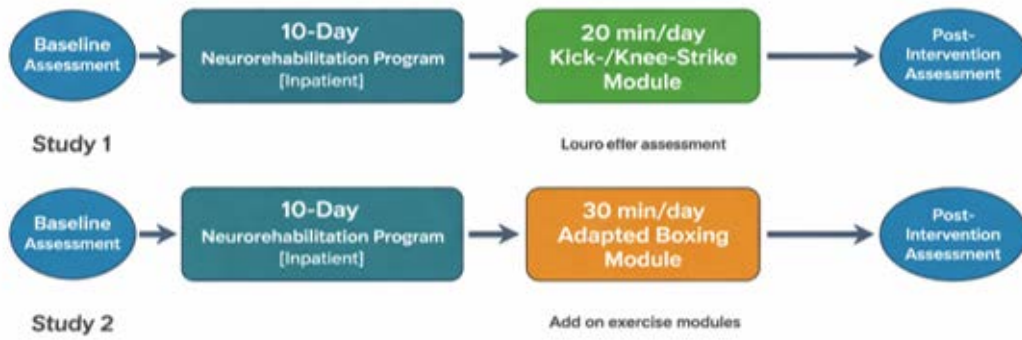 Baseline
Assessment
10-Day
Neurorehabilitation Program
[Inpatient]
20 min/day
Kick-/Knee-Strike
Module
Post-
Intervention
Assessment
Study 1
Louro effer assessment
Baseline
Assessment
10-Day
Neurorehabilitation Program
[Inpatient]
30 min/day
Adapted Boxing
Module
Post-
Intervention
Assessment
Study 2
Add on exercise modules